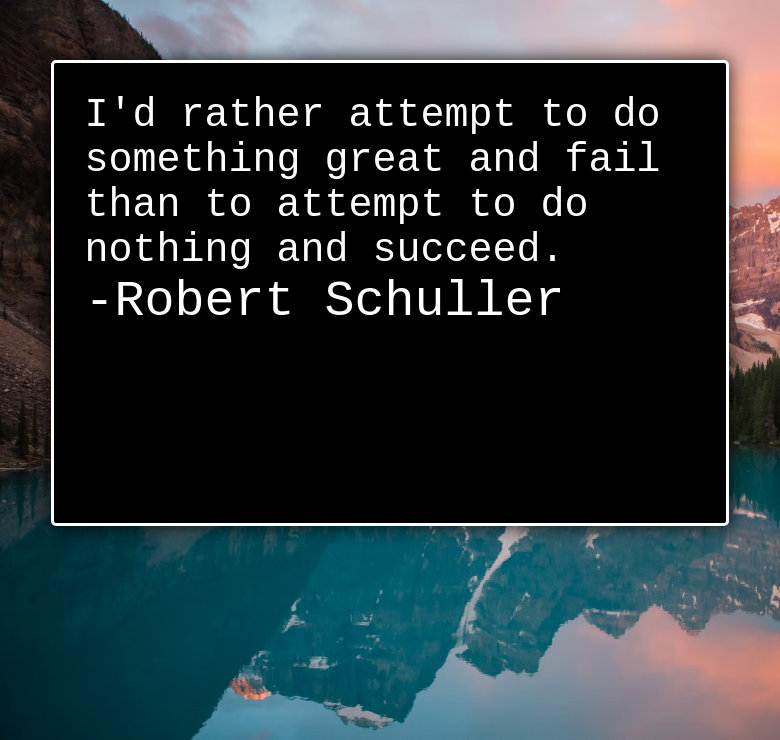 I'd rather attempt to do
something great and fail
than to attempt to do
nothing and succeed.
-Robert Schuller